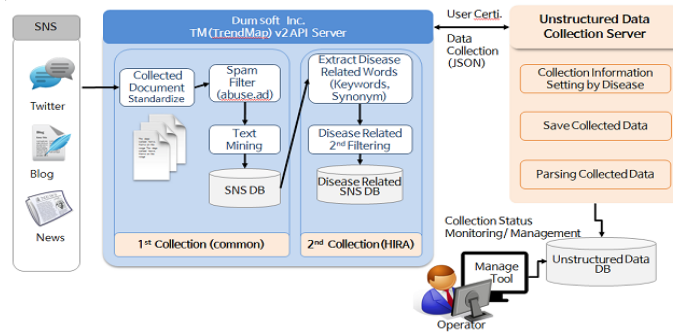 SNS
Twitter
Blog
News
Dumsoft Inc.
TM(TrendMap) v2 API Server
Collected
Document
Standardize
Spam
Filter
(abuse.ad)
Text
Mining
SNS DB
1st Collection (common)
Extract Disease
Related Words
(Keywords,
Synonym)
Disease Related
2nd Filtering
Disease Related
SNS DB
2nd Collection (HIRA)
User Certi.
Data
Collection
(JSON)
Unstructured Data
Collection Server
Collection Information
Setting by Disease
Save Collected Data
Parsing Collected Data
Collection Status
Monitoring/ Management
Manage
Tool
Operator
Unstructured Data
DB